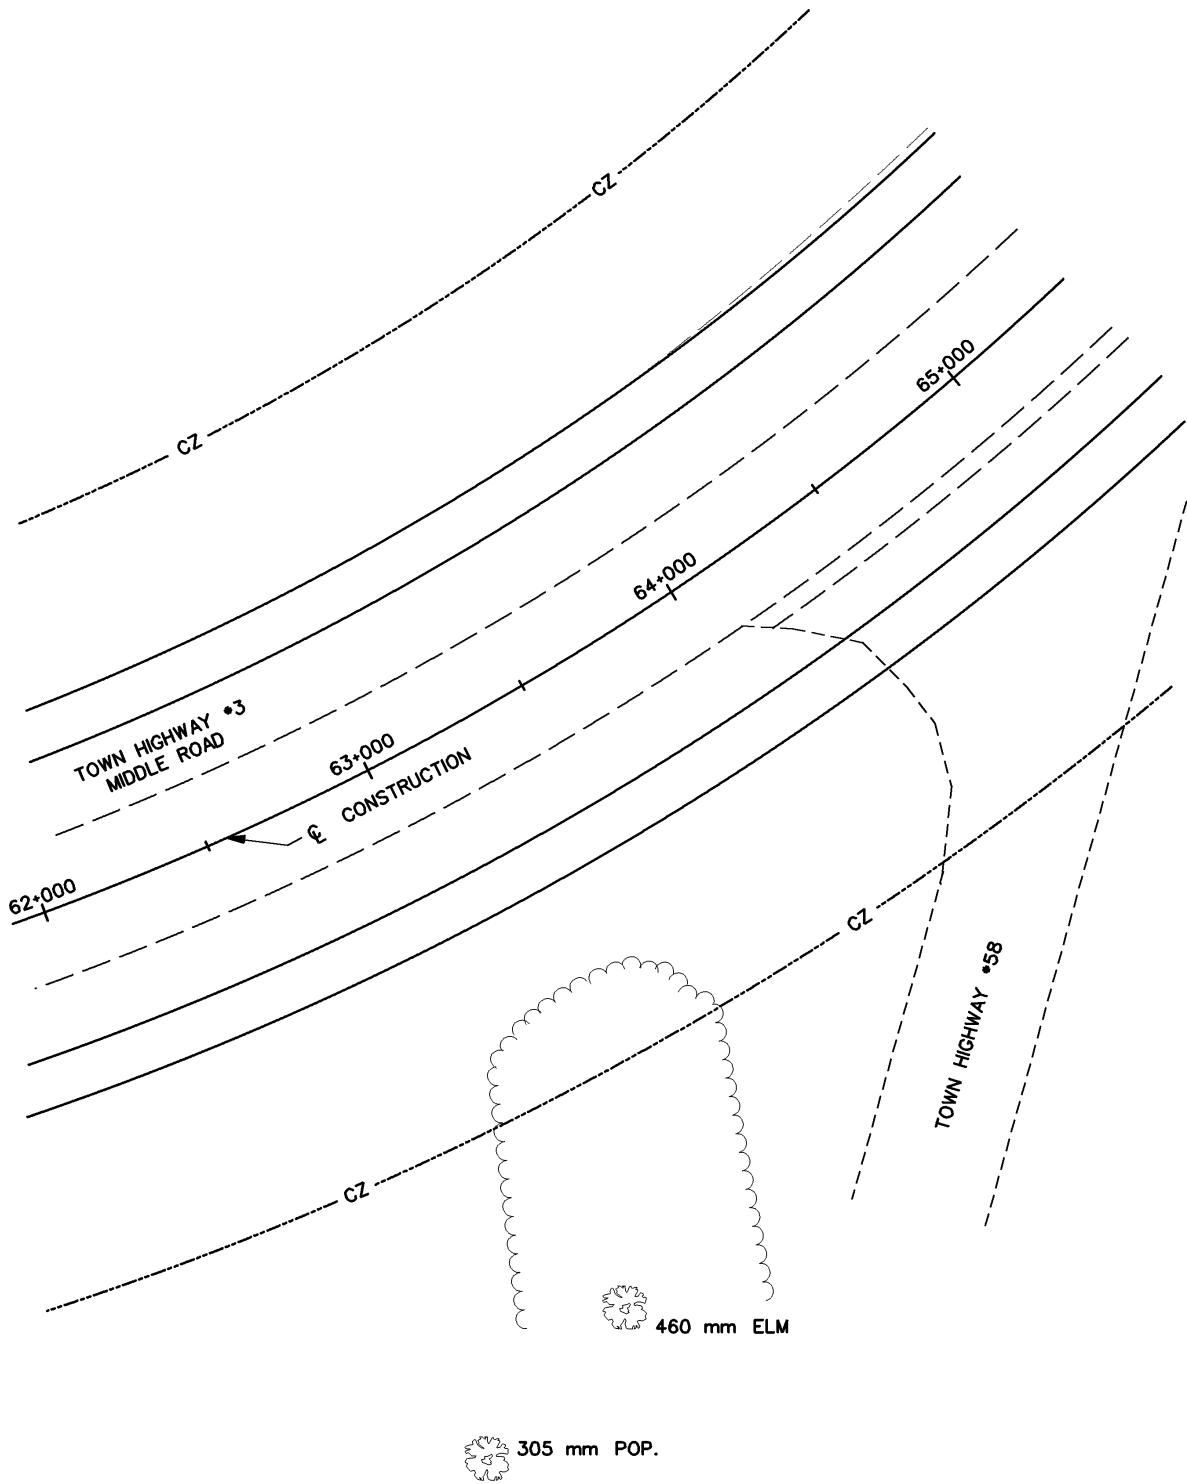 CZ
CZ
65+000
64+000
TOWN HIGHWAY #3
MIDDLE ROAD
63+000
℄ CONSTRUCTION
62+000
CZ
TOWN HIGHWAY #58
CZ
460 mm ELM
305 mm POP.